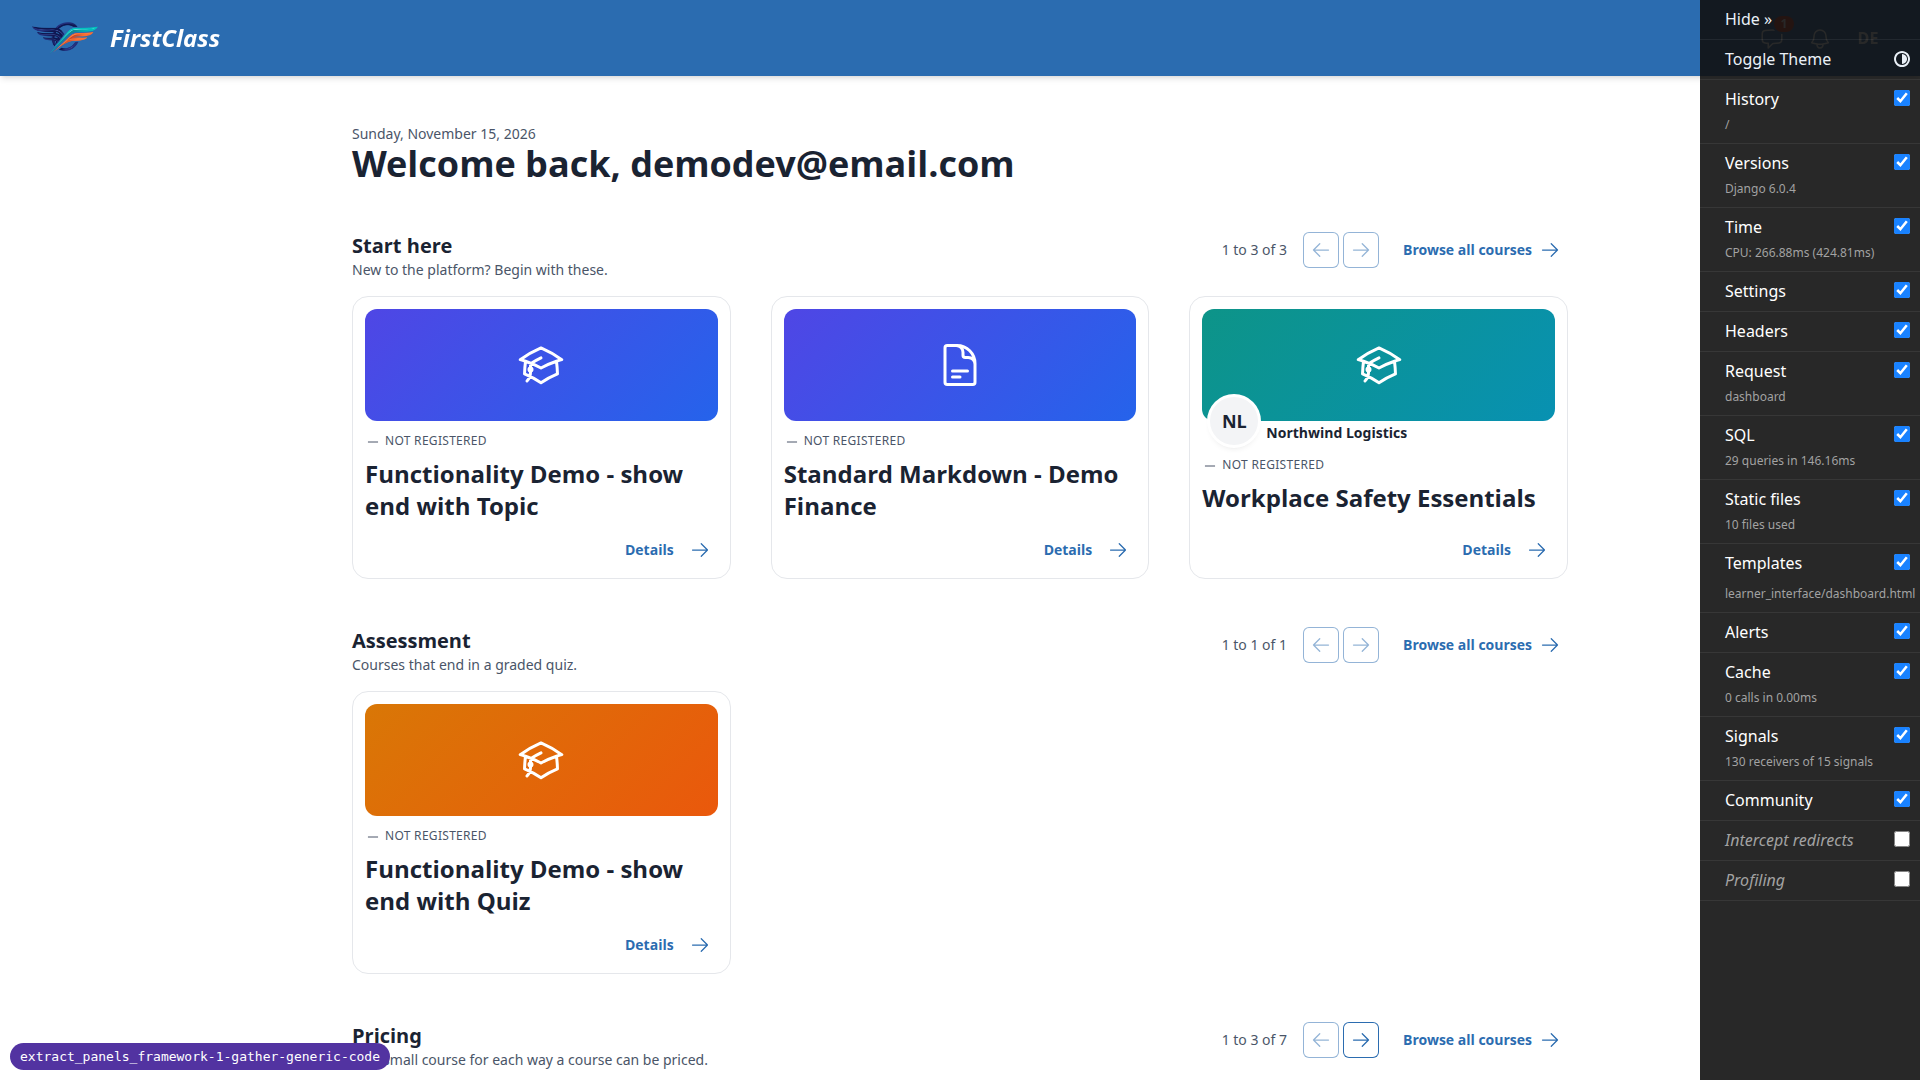 FirstClass
Sunday, November 15, 2026
Welcome back, demodev@email.com
Start here
New to the platform? Begin with these.
1 to 3 of 3
Browse all courses
NOT REGISTERED
Functionality Demo - show
end with Topic
Details
NOT REGISTERED
Standard Markdown - Demo
Finance
Details
NL
Northwind Logistics
NOT REGISTERED
Workplace Safety Essentials
Details
Assessment
Courses that end in a graded quiz.
1 to 1 of 1
Browse all courses
NOT REGISTERED
Functionality Demo - show
end with Quiz
Details
Pricing
small course for each way a course can be priced.
1 to 3 of 7
Browse all courses
extract_panels_framework-1-gather-generic-code
Hide »
1
DE
Toggle Theme
History
/
Versions
Django 6.0.4
Time
CPU: 266.88ms (424.81ms)
Settings
Headers
Request
dashboard
SQL
29 queries in 146.16ms
Static files
10 files used
Templates
learner_interface/dashboard.html
Alerts
Cache
0 calls in 0.00ms
Signals
130 receivers of 15 signals
Community
Intercept redirects
Profiling